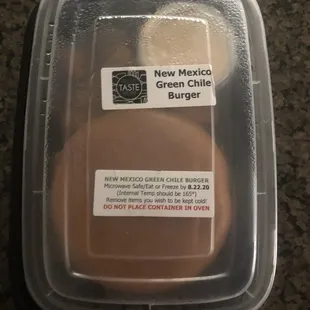 TASTE
New Mexico
Green Chile
Burger
NEW MEXICO GREEN CHILE BURGER
Microwave Safe/Eat or Freeze by 8.22.20
(Internal Temp should be 165°)
Remove items you wish to be kept cold!
DO NOT PLACE CONTAINER IN OVEN